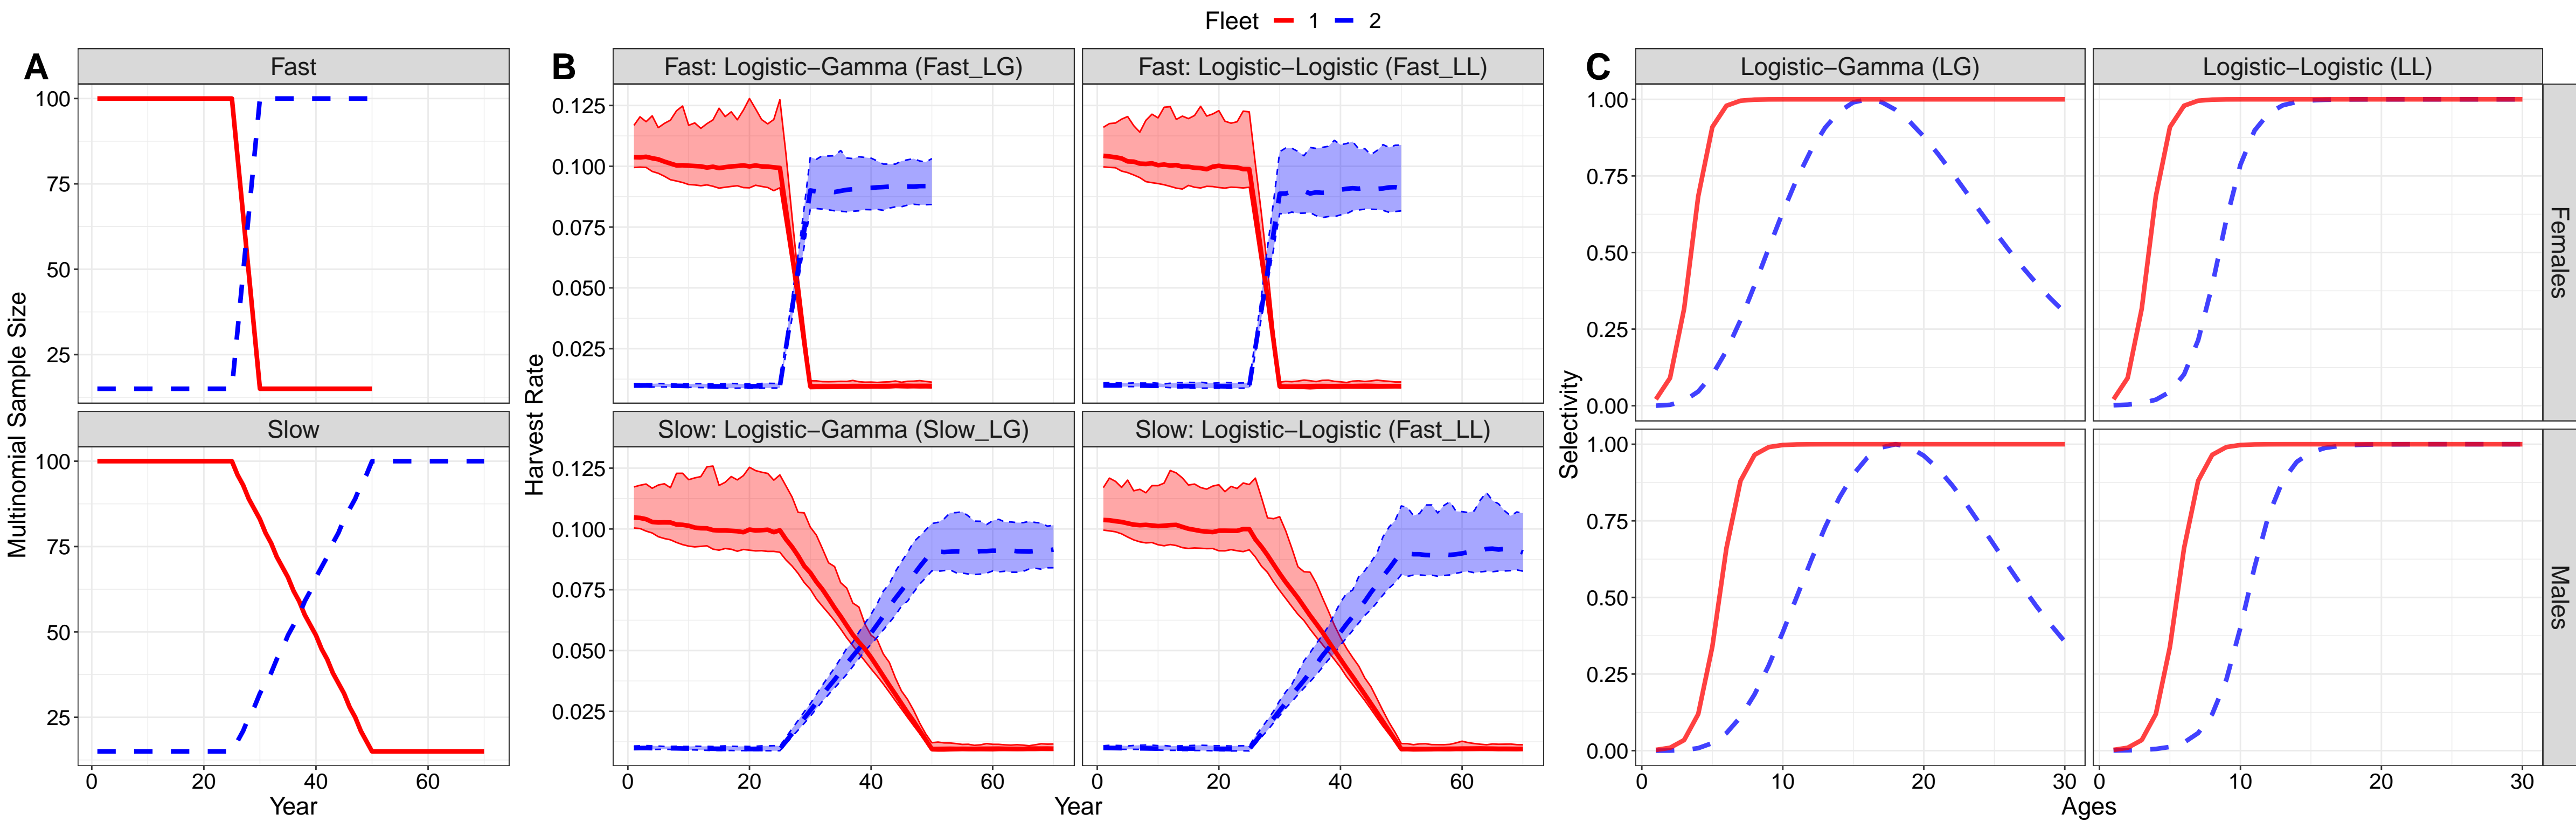 Fleet 1 2
A
Fast
Multinomial Sample Size
100
75
50
25
Slow
100
75
50
25
0 20 40 60
Year
B
Fast: Logistic–Gamma (Fast_LG) Fast: Logistic–Logistic (Fast_LL)
Harvest Rate
0.125
0.100
0.075
0.050
0.025
Slow: Logistic–Gamma (Slow_LG) Slow: Logistic–Logistic (Fast_LL)
0.125
0.100
0.075
0.050
0.025
0 20 40 60 0 20 40 60
Year
C
Logistic–Gamma (LG) Logistic–Logistic (LL)
Selectivity
1.00
0.75
0.50
0.25
0.00
Females
1.00
0.75
0.50
0.25
0.00
Males
0 10 20 30 0 10 20 30
Ages